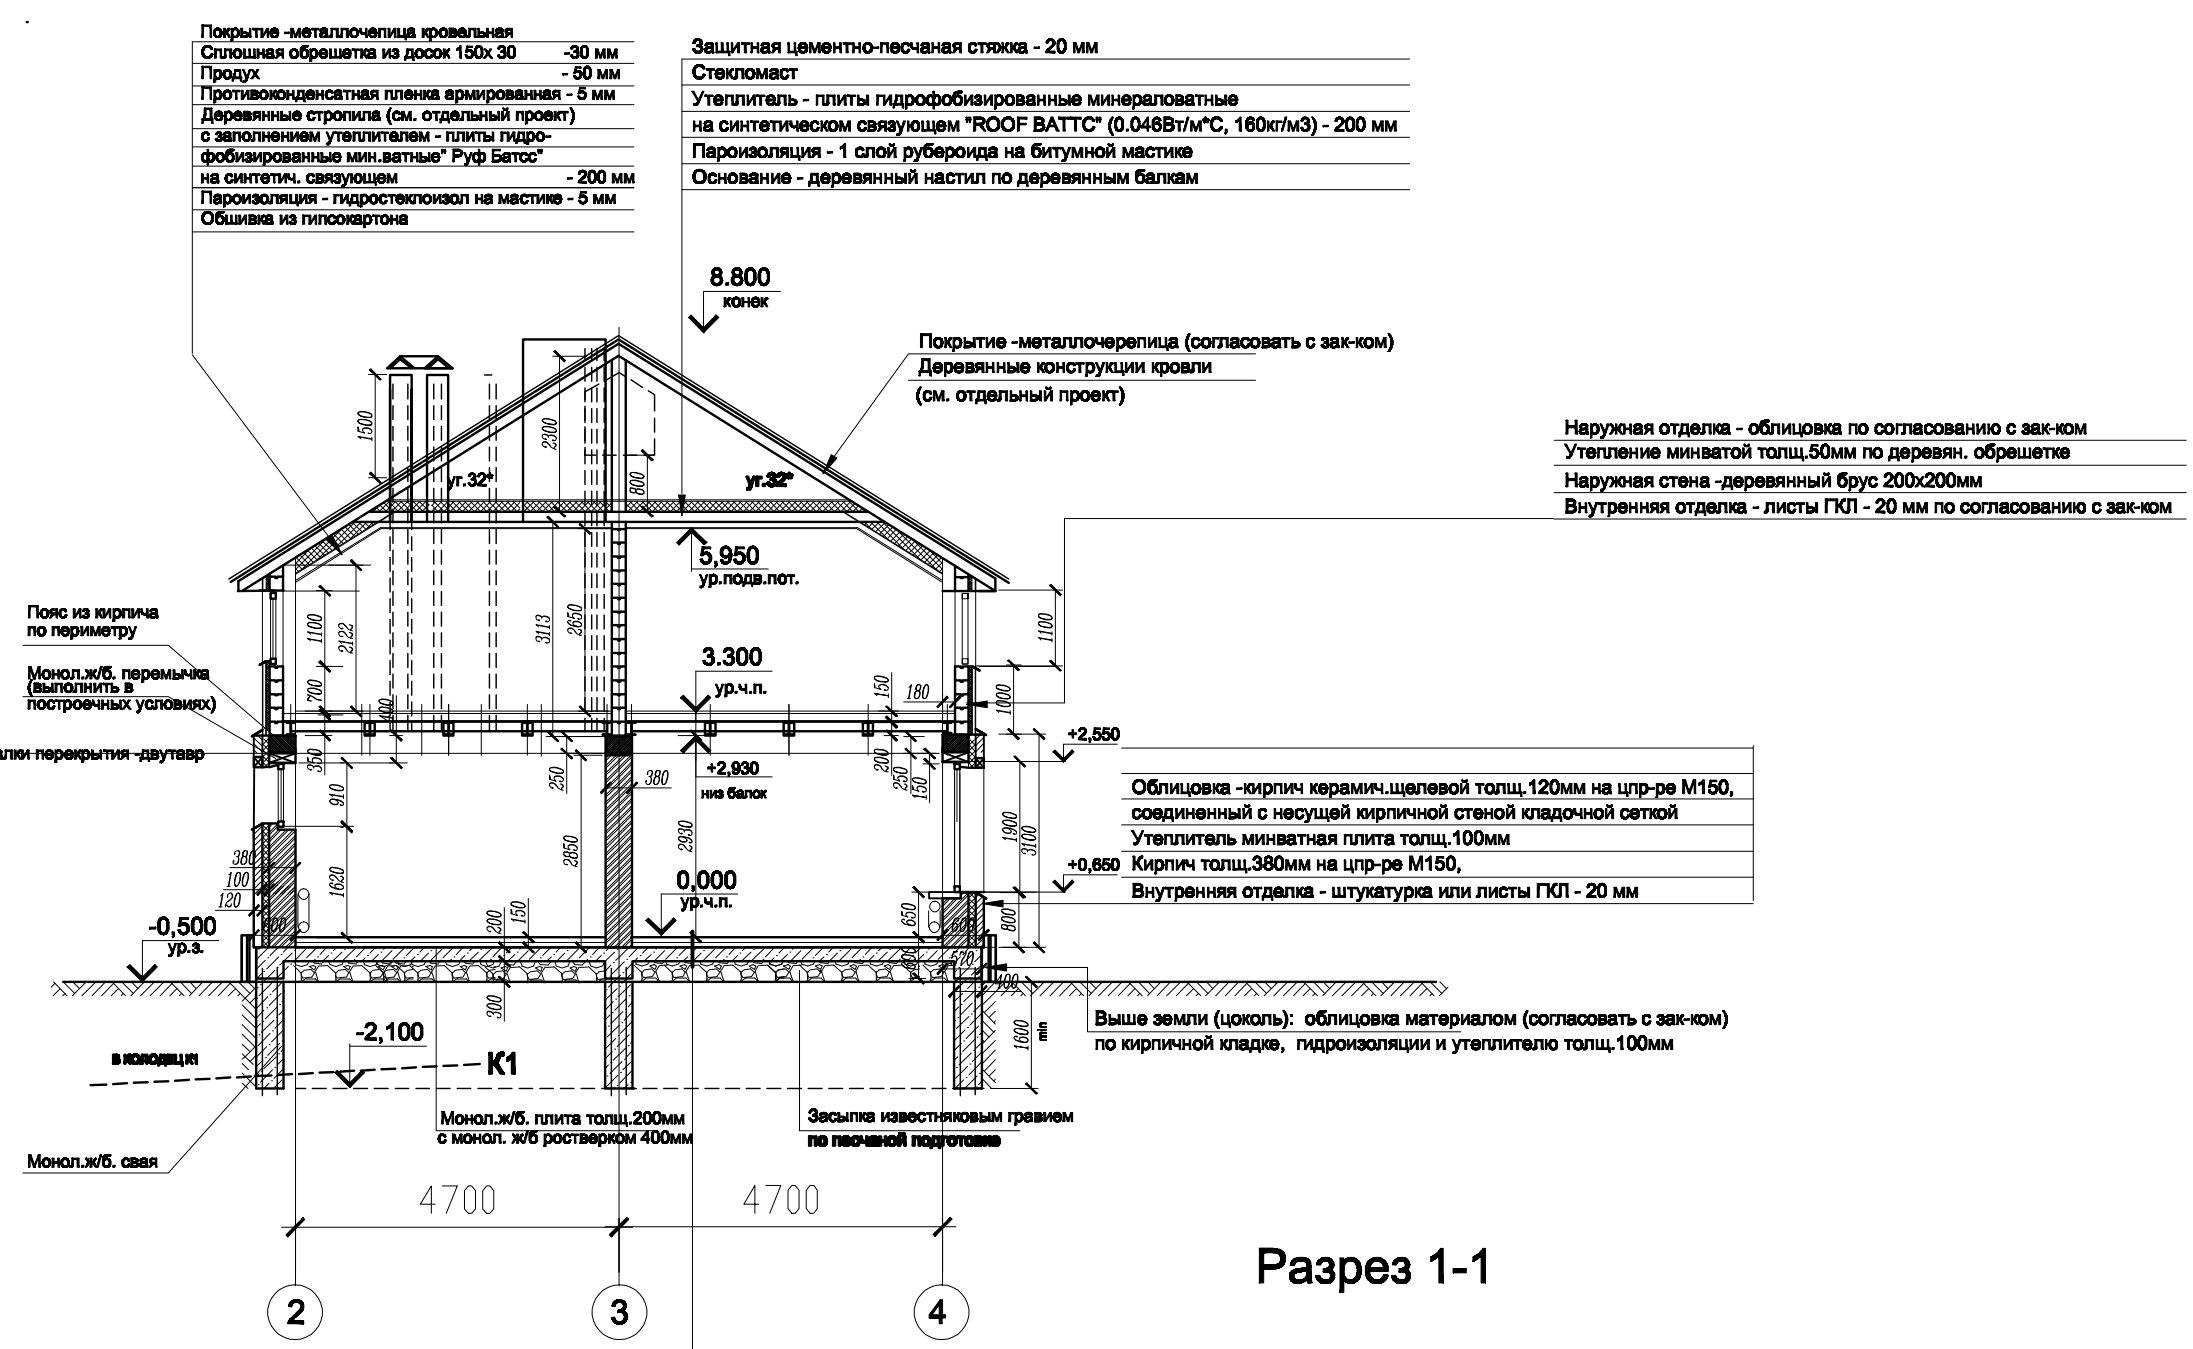 Покрытие -металлочепица кровельная
Сплошная обрешетка из досок 150х 30 -30 мм
Продух - 50 мм
Противоконденсатная пленка армированная - 5 мм
Деревянные стропила (см. отдельный проект)
с заполнением утеплителем - плиты гидро-
фобизированные мин.ватные" Руф Батсс"
на синтетич. связующем - 200 мм
Пароизоляция - гидростеклоизол на мастике - 5 мм
Обшивка из гипсокартона
Защитная цементно-песчаная стяжка - 20 мм
Стекломаст
Утеплитель - плиты гидрофобизированные минераловатные
на синтетическом связующем "ROOF BATTC" (0.046Вт/м*С, 160кг/м3) - 200 мм
Пароизоляция - 1 слой рубероида на битумной мастике
Основание - деревянный настил по деревянным балкам
8.800
конек
Покрытие -металлочерепица (согласовать с зак-ком)
Деревянные конструкции кровли
(см. отдельный проект)
Наружная отделка - облицовка по согласованию с зак-ком
Утепление минватой толщ.50мм по деревян. обрешетке
Наружная стена -деревянный брус 200х200мм
Внутренняя отделка - листы ГКЛ - 20 мм по согласованию с зак-ком
1500
2300
800
уг.32*
уг.32*
5,950
ур.подв.пот.
Пояс из кирпича
по периметру
Монол.ж/б. перемычка
(выполнить в
построечных условиях)
алки перекрытия -двутавр
1100
2122
700
400
3113
2650
3.300
ур.ч.п.
150
180
1000
1100
350
910
250
380
+2,930
низ балок
200
250
150
+2,550
1620
2850
2930
1900
3100
Облицовка -кирпич керамич.щелевой толщ.120мм на цпр-ре М150,
соединенный с несущей кирпичной стеной кладочной сеткой
Утеплитель минватная плита толщ.100мм
Кирпич толщ.380мм на цпр-ре М150,
Внутренняя отделка - штукатурка или листы ГКЛ - 20 мм
+0,650
380
100
120
600
0,000
ур.ч.п.
200
150
650
600
800
600
570
400
-0,500
ур.з.
300
1600
min
-2,100
К1
в колодец к1
Выше земли (цоколь): облицовка материалом (согласовать с зак-ком)
по кирпичной кладке, гидроизоляции и утеплителю толщ.100мм
Монол.ж/б. плита толщ.200мм
с монол. ж/б ростверком 400мм
Засыпка известняковым гравием
по песчаной подготовке
Монол.ж/б. свая
4700
4700
Разрез 1-1
2
3
4